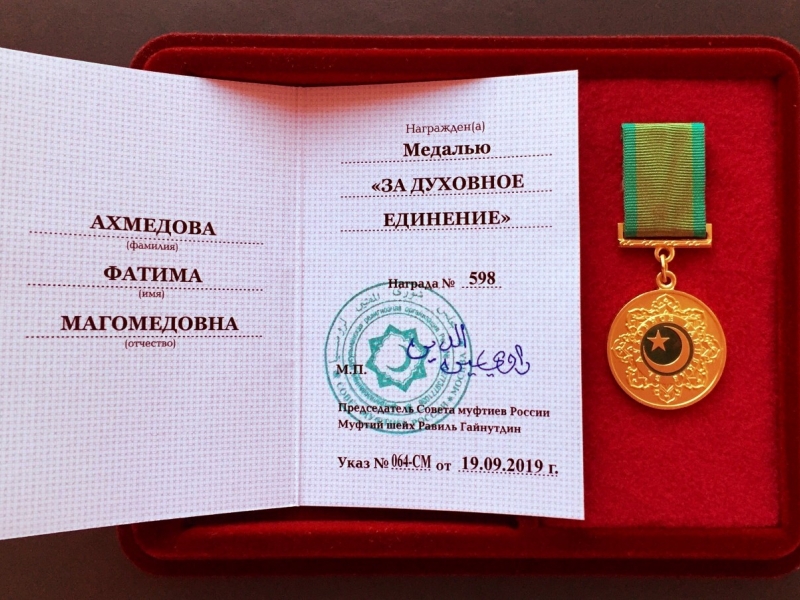 АХМЕДОВА
(фамилия)
ФАТИМА
(имя)
МАГОМЕДОВНА
(отчество)
Награжден(а)
Медалью
«ЗА ДУХОВНОЕ
ЕДИНЕНИЕ»
Награда № 598
М.П.
Председатель Совета муфтиев России
Муфтий шейх Равиль Гайнутдин
Указ № 064-СМ от 19.09.2019 г.